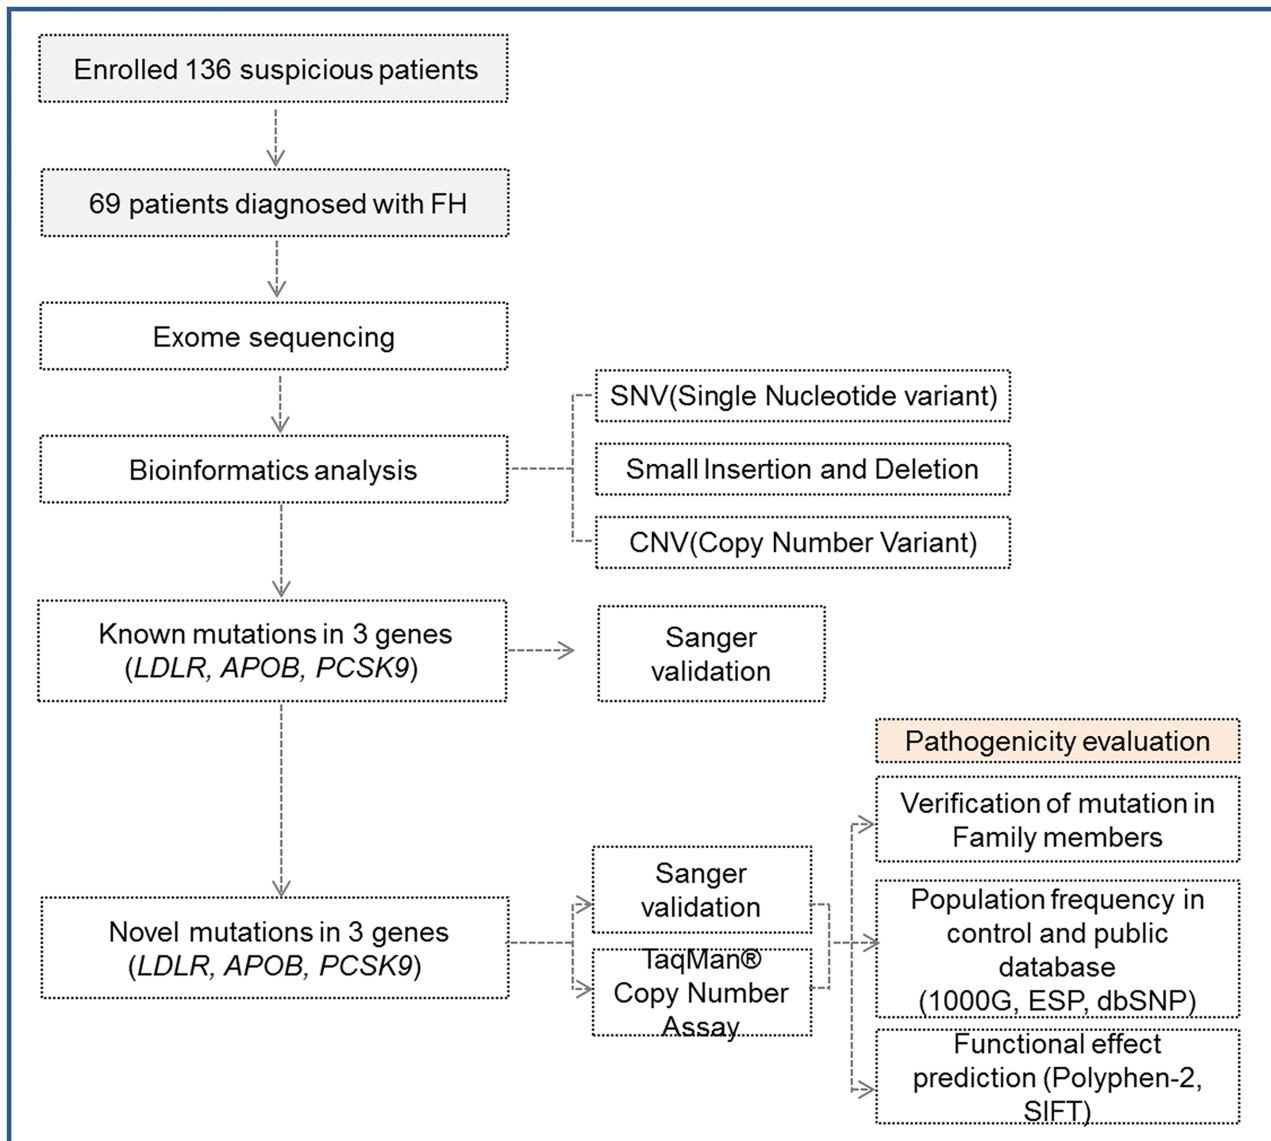 Enrolled 136 suspicious patients
69 patients diagnosed with FH
Exome sequencing
Bioinformatics analysis
SNV(Single Nucleotide variant)
Small Insertion and Deletion
CNV(Copy Number Variant)
Known mutations in 3 genes
(LDLR, APOB, PCSK9)
Sanger
validation
Novel mutations in 3 genes
(LDLR, APOB, PCSK9)
Sanger
validation
TaqMan®
Copy Number
Assay
Pathogenicity evaluation
Verification of mutation in
Family members
Population frequency in
control and public
database
(1000G, ESP, dbSNP)
Functional effect
prediction (Polyphen-2,
SIFT)